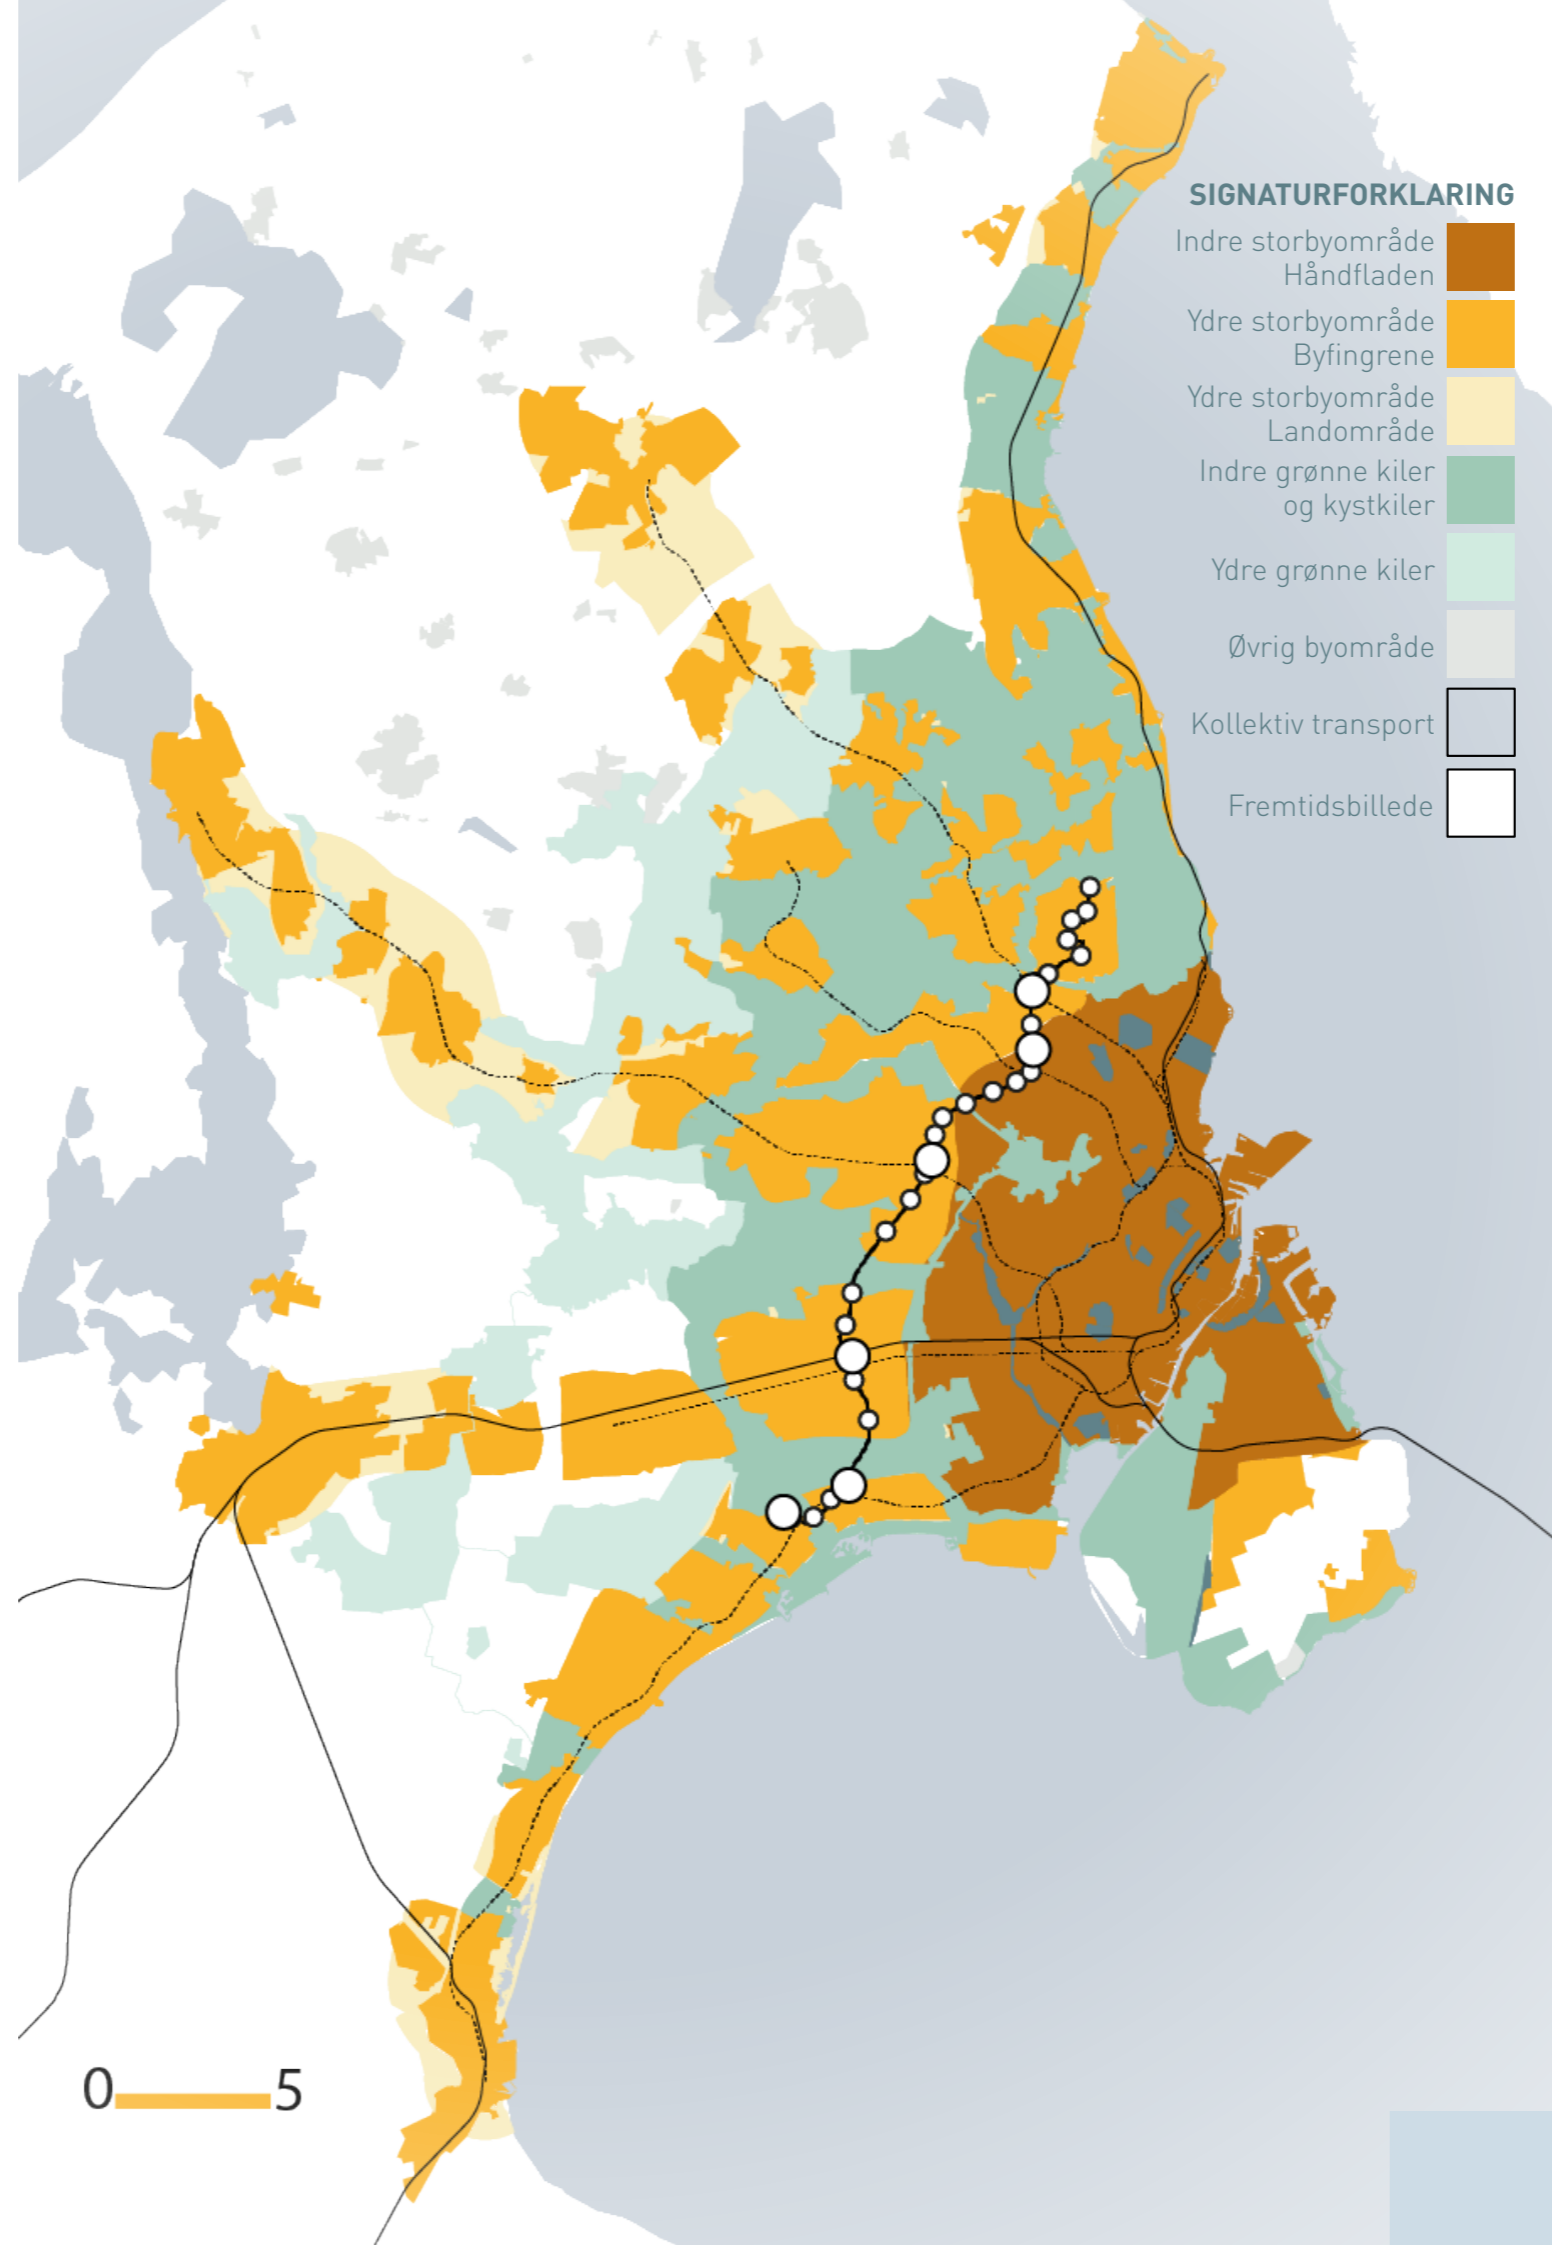 SIGNATURFORKLARING
Indre storbyområde
Håndfladen
Ydre storbyområde
Byfingrene
Ydre storbyområde
Landområde
Indre grønne kiler
og kystkiler
Ydre grønne kiler
Øvrig byområde
Kollektiv transport
Fremtidsbillede
0 5